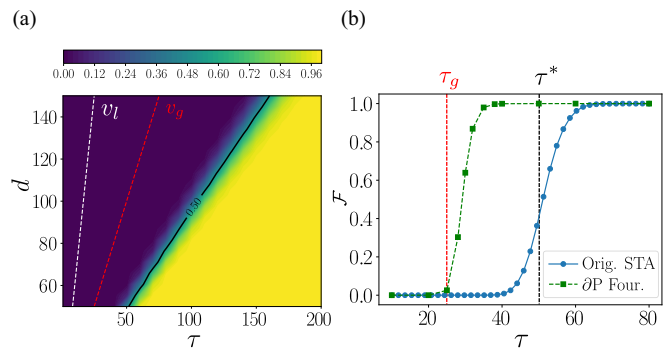 (a)
0.00 0.12 0.24 0.36 0.48 0.60 0.72 0.84 0.96
v_l
v_g
0.50
140
120
100
80
60
d
50 100 150 200
τ
(b)
τ_g
τ*
1.0
0.8
0.6
0.4
0.2
0.0
F
Orig. STA
∂P Four.
20 40 60 80
τ